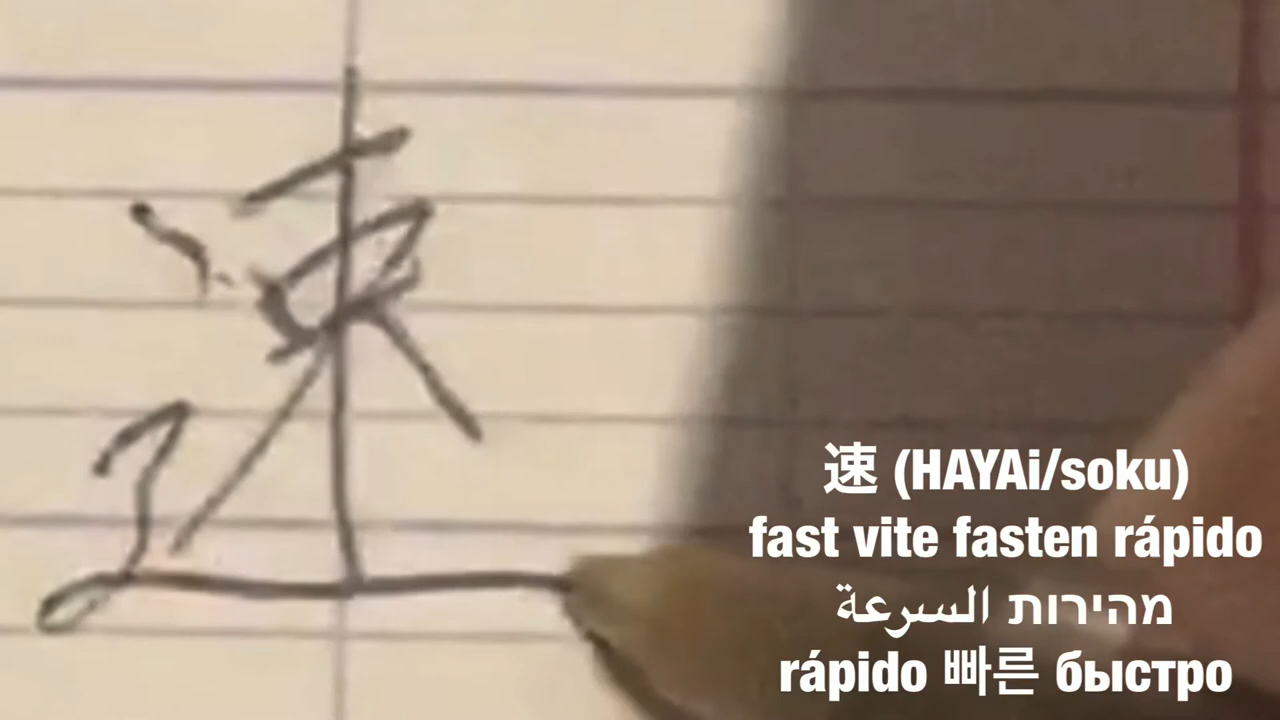 速
速 (HAYAi/soku)
fast vite fasten rápido
מהירות السرعة
rápido 빠른 быстро